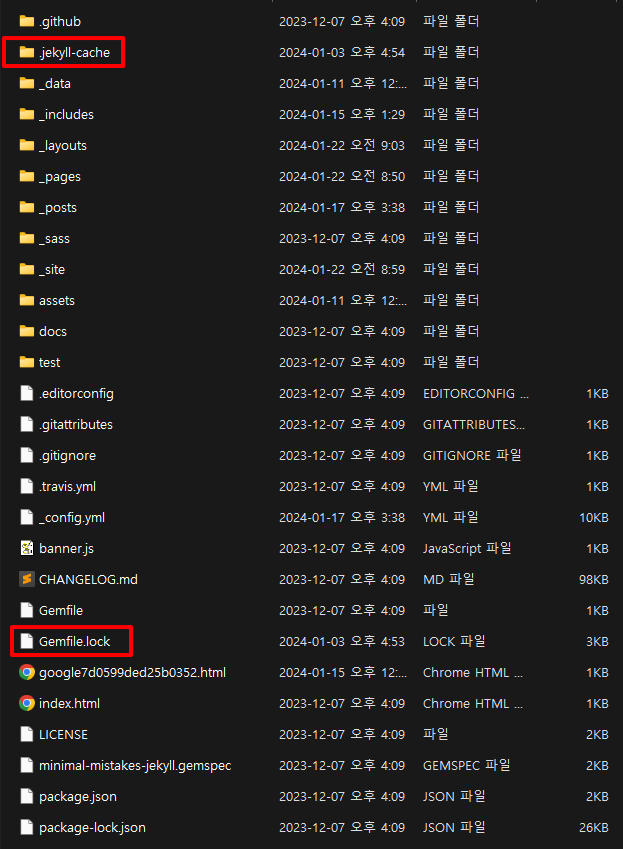 .github 2023-12-07 오후 4:09 파일 폴더
.jekyll-cache 2024-01-03 오후 4:54 파일 폴더
_data 2024-01-11 오후 12:... 파일 폴더
_includes 2024-01-15 오후 1:29 파일 폴더
_layouts 2024-01-22 오전 9:03 파일 폴더
_pages 2024-01-22 오전 8:50 파일 폴더
_posts 2024-01-17 오후 3:38 파일 폴더
_sass 2023-12-07 오후 4:09 파일 폴더
_site 2024-01-22 오전 8:59 파일 폴더
assets 2024-01-11 오후 12:... 파일 폴더
docs 2023-12-07 오후 4:09 파일 폴더
test 2023-12-07 오후 4:09 파일 폴더
.editorconfig 2023-12-07 오후 4:09 EDITORCONFIG ... 1KB
.gitattributes 2023-12-07 오후 4:09 GITATTRIBUTES... 1KB
.gitignore 2023-12-07 오후 4:09 GITIGNORE 파일 1KB
.travis.yml 2023-12-07 오후 4:09 YML 파일 1KB
_config.yml 2024-01-17 오후 3:38 YML 파일 10KB
banner.js 2023-12-07 오후 4:09 JavaScript 파일 1KB
CHANGELOG.md 2023-12-07 오후 4:09 MD 파일 98KB
Gemfile 2023-12-07 오후 4:09 파일 1KB
Gemfile.lock 2024-01-03 오후 4:53 LOCK 파일 3KB
google7d0599ded25b0352.html 2024-01-15 오후 12:... Chrome HTML ... 1KB
index.html 2023-12-07 오후 4:09 Chrome HTML ... 1KB
LICENSE 2023-12-07 오후 4:09 파일 2KB
minimal-mistakes-jekyll.gemspec 2023-12-07 오후 4:09 GEMSPEC 파일 2KB
package.json 2023-12-07 오후 4:09 JSON 파일 2KB
package-lock.json 2023-12-07 오후 4:09 JSON 파일 26KB